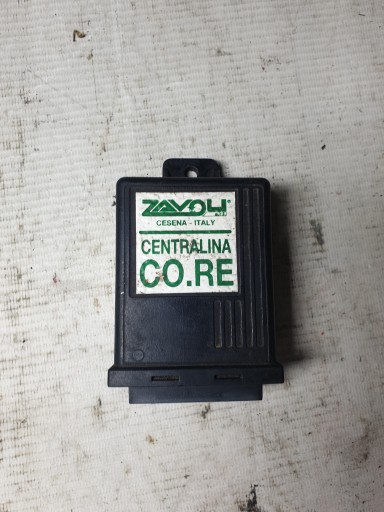 ZAVOLI
CESENA - ITALY
CENTRALINA
CO.RE